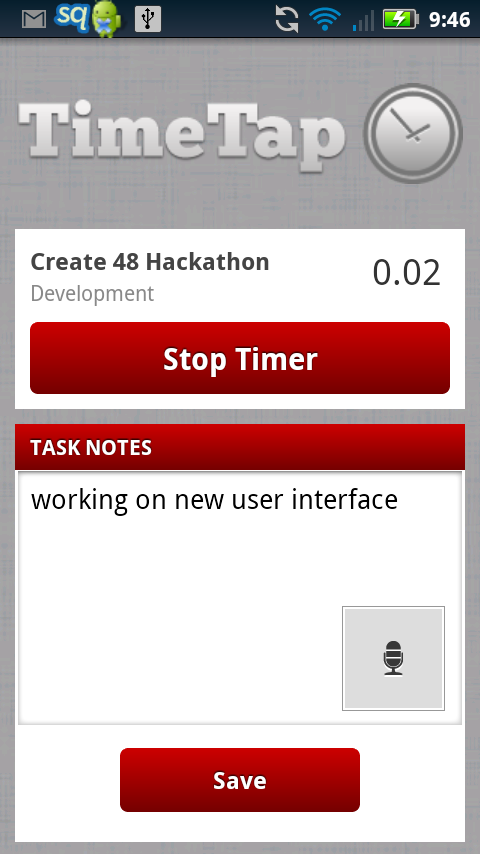 sq
9:46
TimeTap
Create 48 Hackathon
0.02
Development
Stop Timer
TASK NOTES
working on new user interface
Save